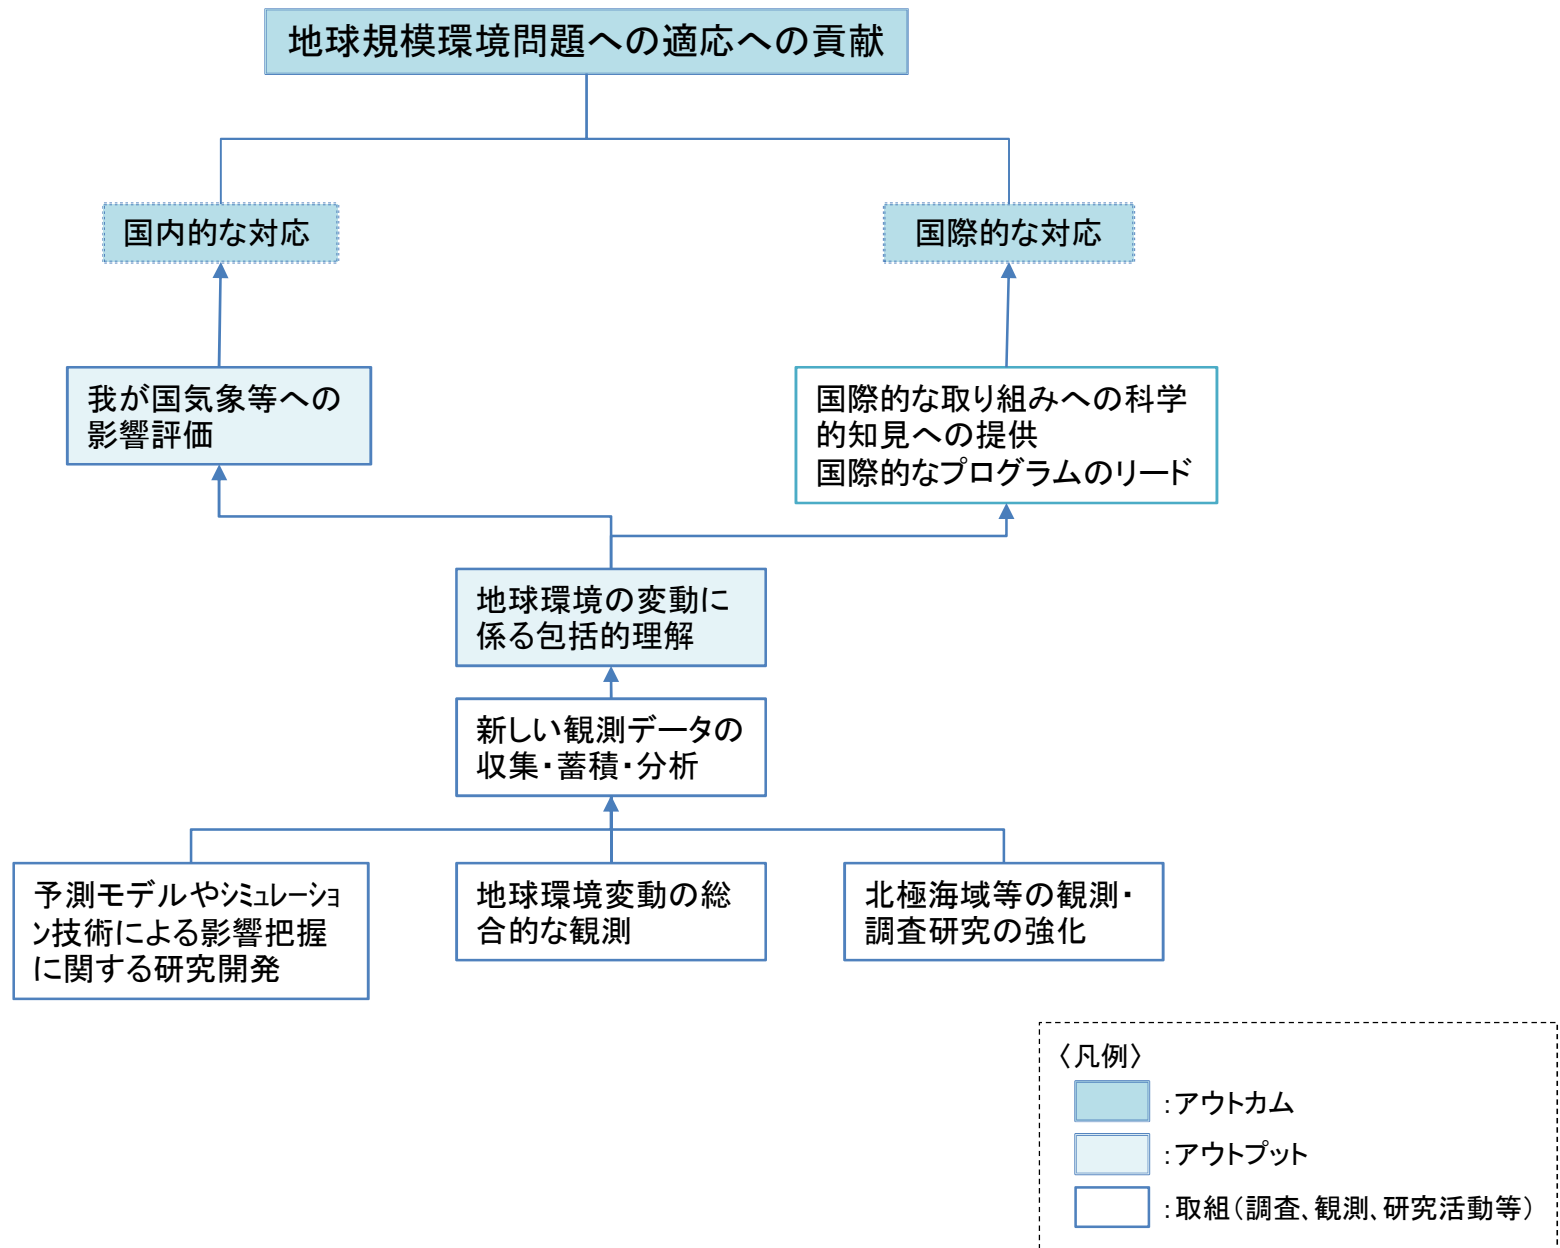 地球規模環境問題への適応への貢献
国内的な対応
国際的な対応
我が国気象等への
影響評価
国際的な取り組みへの科学
的知見への提供
国際的なプログラムのリード
地球環境の変動に
係る包括的理解
新しい観測データの
収集・蓄積・分析
予測モデルやシミュレーショ
ン技術による影響把握
に関する研究開発
地球環境変動の総
合的な観測
北極海域等の観測・
調査研究の強化
〈凡例〉
:アウトカム
:アウトプット
:取組(調査、観測、研究活動等)